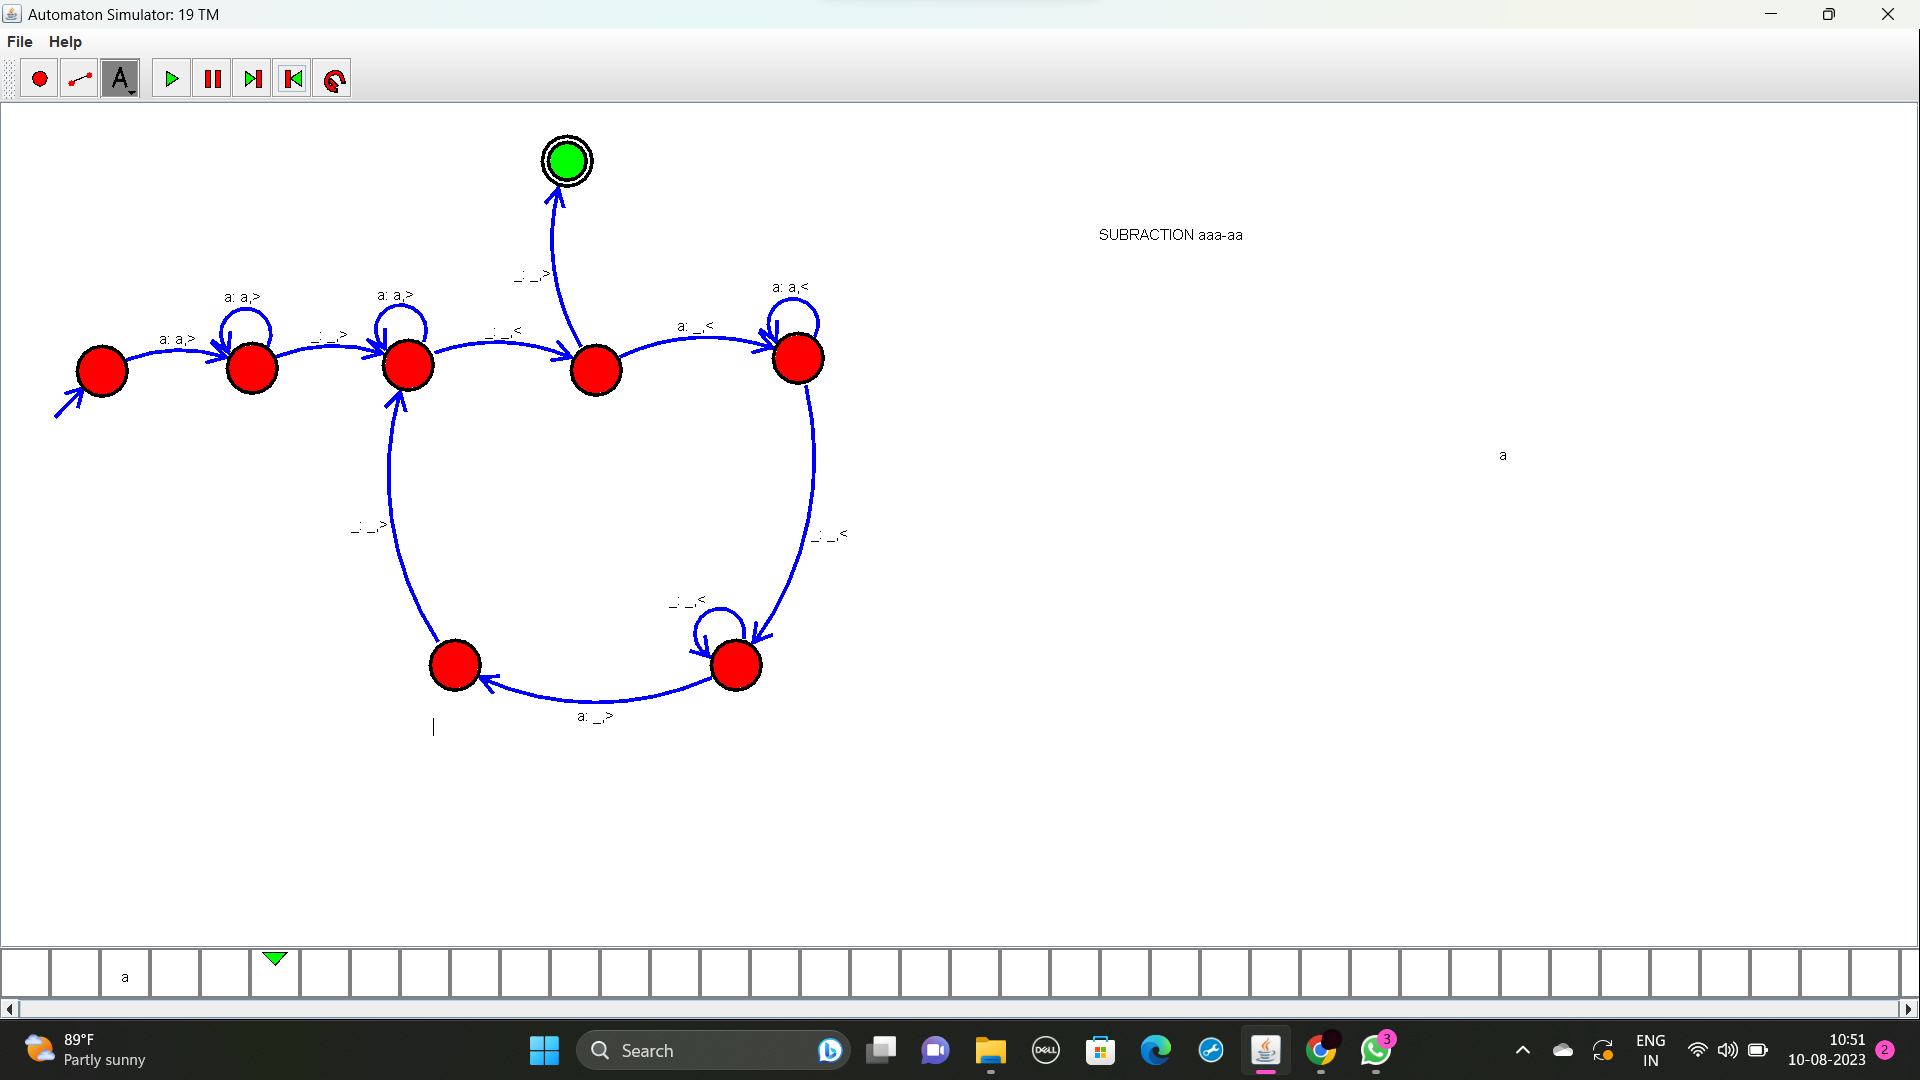 Automaton Simulator: 19 TM
File Help
A
SUBRACTION aaa-aa
_: _,>
a: a,>
a: a,>
a: a,<
a: a,>
_: _,>
_: _,<
a: _,<
a
_: _,>
_: _,<
_: _,<
a: _,>
a
89°F
Partly sunny
Search
DELL
3
ENG
IN
10:51
10-08-2023
2